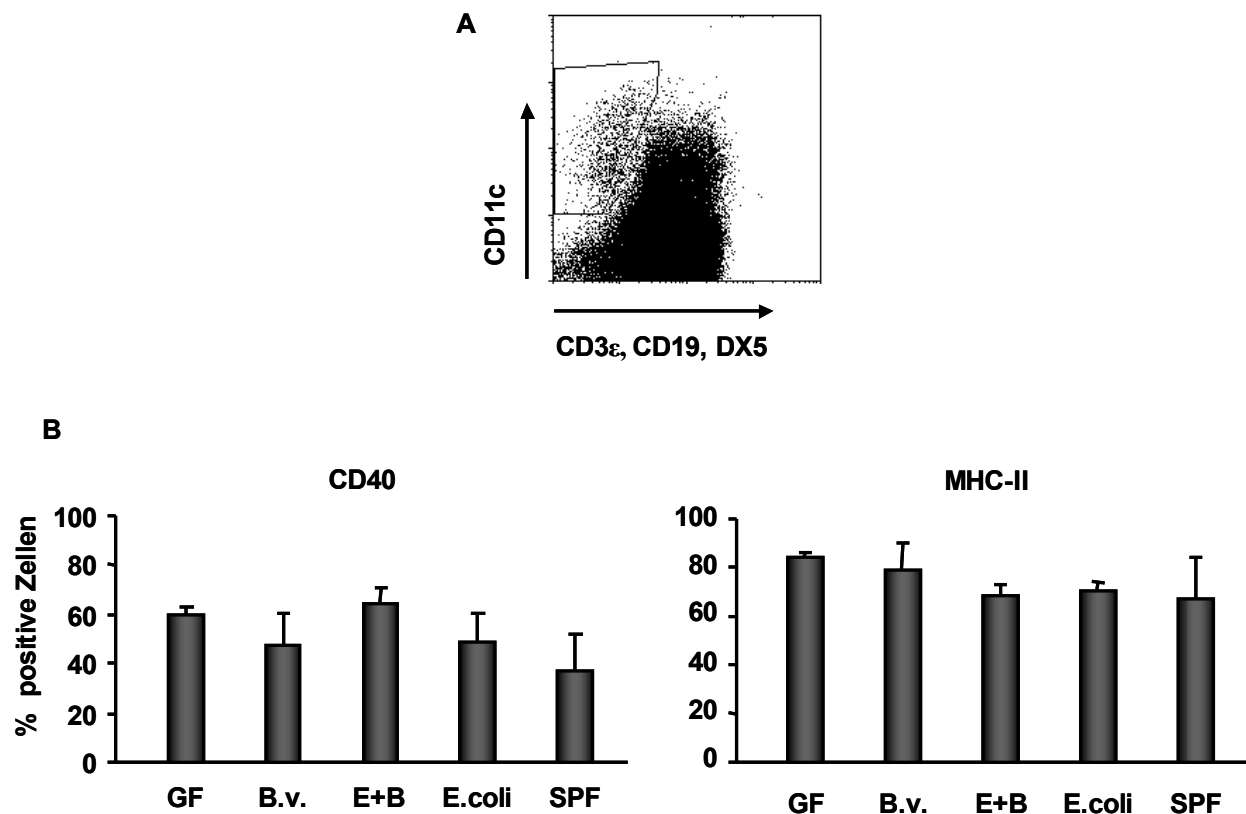 A
CD11c
CD3ε, CD19, DX5
B
CD40
% positive Zellen
100
80
60
40
20
0
GF B.v. E+B E.coli SPF
MHC-II
100
80
60
40
20
0
GF B.v. E+B E.coli SPF